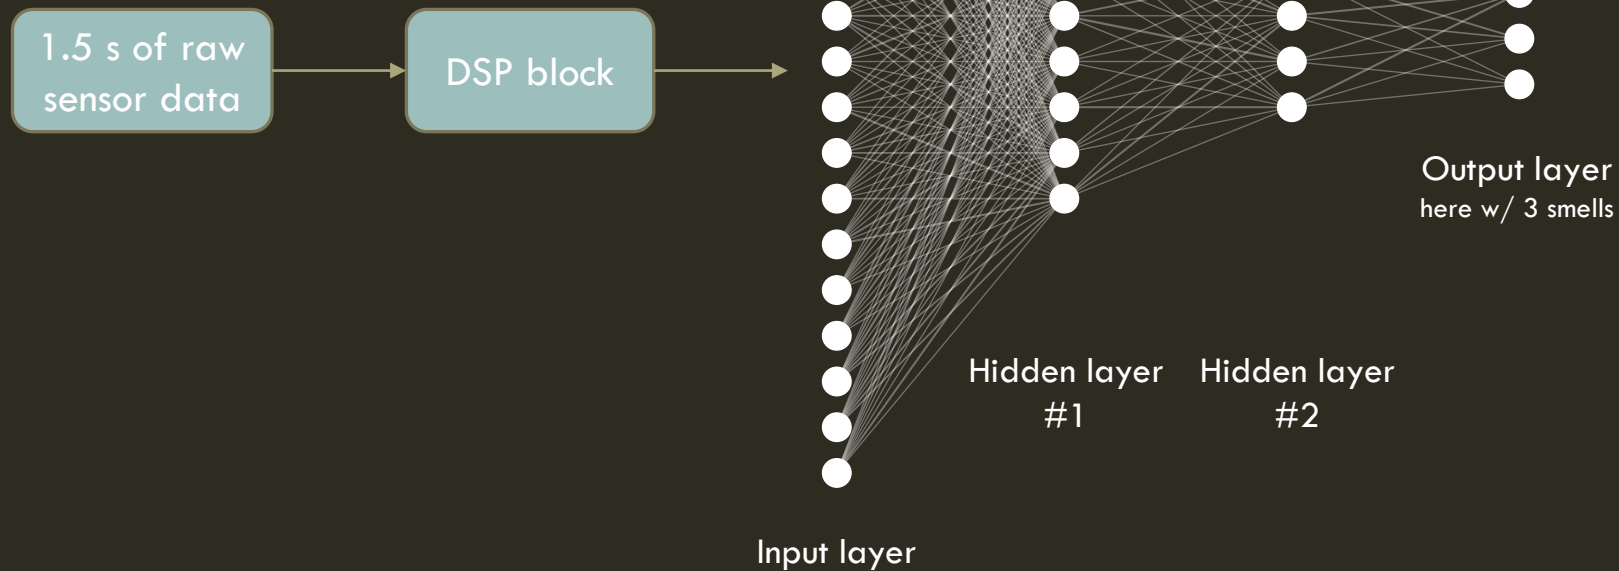 1.5 s of raw
sensor data
DSP block
Output layer
here w/ 3 smells
Hidden layer
#1
Hidden layer
#2
Input layer